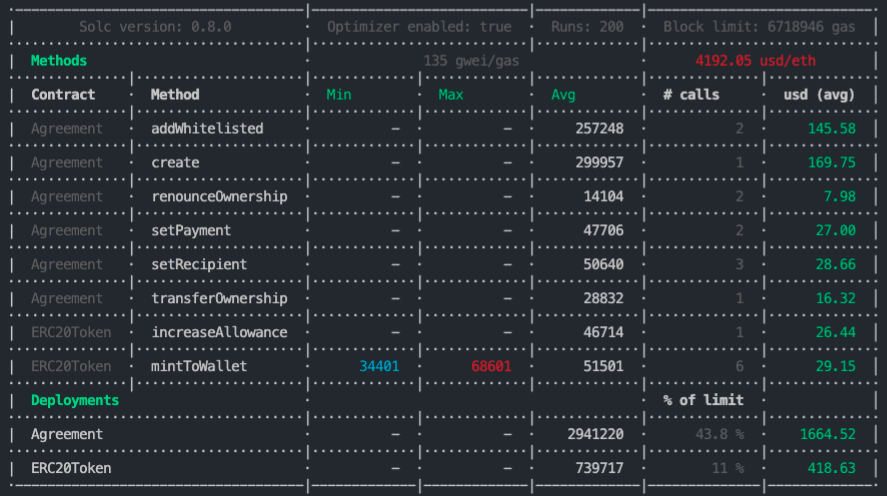 Solc version: 0.8.0 Optimizer enabled: true Runs: 200 Block limit: 6718946 gas
Methods 135 gwei/gas 4192.05 usd/eth
Contract Method Min Max Avg # calls usd (avg)
Agreement addWhitelisted - - 257248 2 145.58
Agreement create - - 299957 1 169.75
Agreement renounceOwnership - - 14104 2 7.98
Agreement setPayment - - 47706 2 27.00
Agreement setRecipient - - 50640 3 28.66
Agreement transferOwnership - - 28832 1 16.32
ERC20Token increaseAllowance - - 46714 1 26.44
ERC20Token mintToWallet 34401 68601 51501 6 29.15
Deployments % of limit
Agreement - - 2941220 43.8 % 1664.52
ERC20Token - - 739717 11 % 418.63